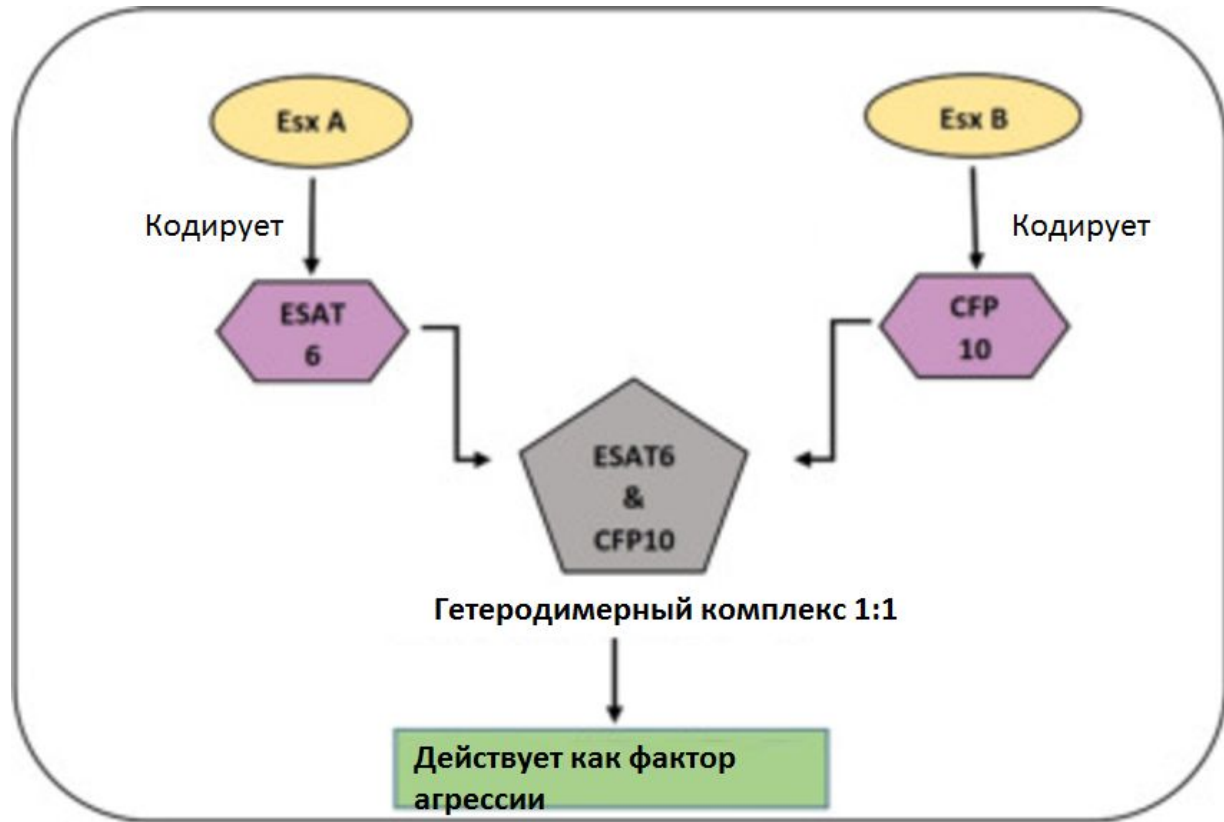 Esx A
Esx B
Кодирует
Кодирует
ESAT
6
CFP
10
ESAT6
&
CFP10
Гетеродимерный комплекс 1:1
Действует как фактор
агрессии